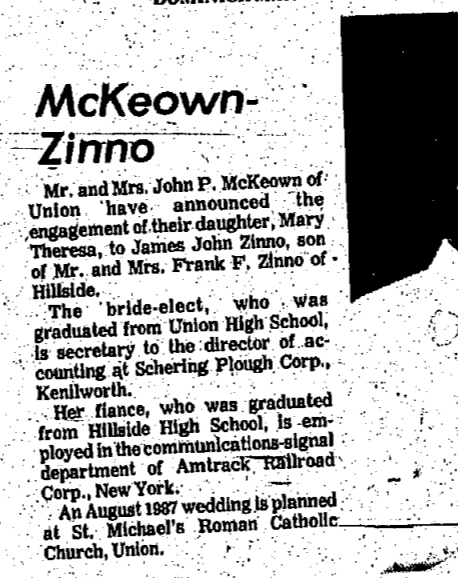 McKeown-
Zinno
Mr. and Mrs. John P. McKeown of
Union have announced the
engagement of their daughter, Mary
Theresa, to James John Zinno, son
of Mr. and Mrs. Frank F. Zinno of
Hillside.
The bride-elect, who was
graduated from Union High School,
is secretary to the director of ac-
counting at Schering Plough Corp.,
Kenilworth.
Her fiance, who was graduated
from Hillside High School, is em-
ployed in the communications-signal
department of Amtrack Railroad
Corp., New York.
An August 1987 wedding is planned
at St. Michael's Roman Catholic
Church, Union.